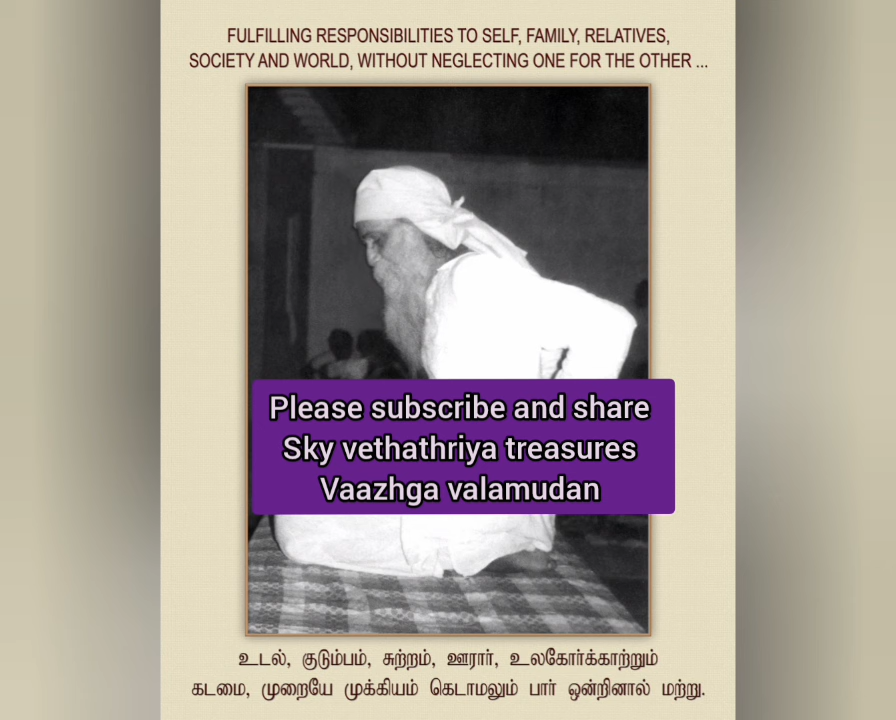 FULFILLING RESPONSIBILITIES TO SELF, FAMILY, RELATIVES,
SOCIETY AND WORLD, WITHOUT NEGLECTING ONE FOR THE OTHER ...
Please subscribe and share
Sky vethathriya treasures
Vaazhga valamudan
உடல், குடும்பம், சுற்றம், ஊரார், உலகோர்க்காற்றும்
கடமை, முறையே முக்கியம் கெடாமலும் பார் ஒன்றினால் மற்று.